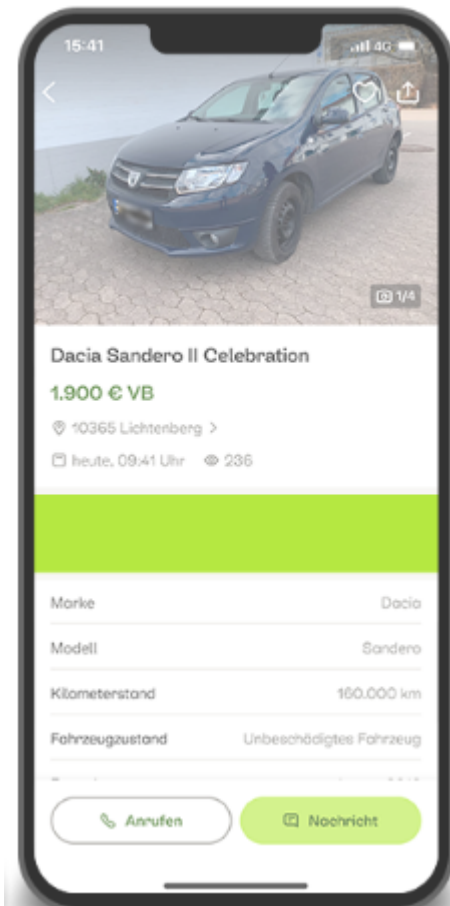 15:41
4G
1/4
Dacia Sandero II Celebration
1.900 € VB
10365 Lichtenberg >
heute, 09:41 Uhr 236
Marke Dacia
Modell Sandero
Kilometerstand 160.000 km
Fahrzeugzustand Unbeschädigtes Fahrzeug
Anrufen Nachricht